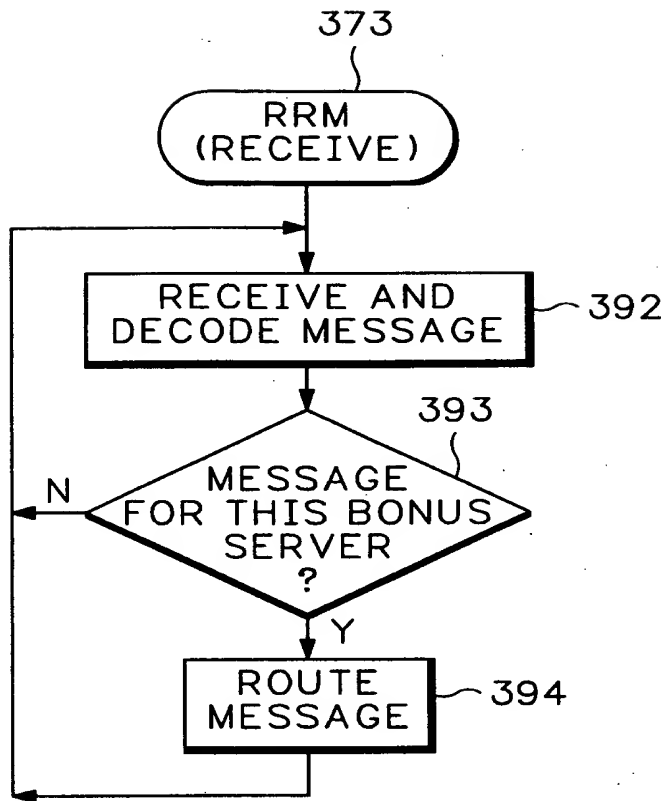 373
RRM
(RECEIVE)
RECEIVE AND
DECODE MESSAGE
392
393
MESSAGE
FOR THIS BONUS
SERVER
?
N
Y
ROUTE
MESSAGE
394